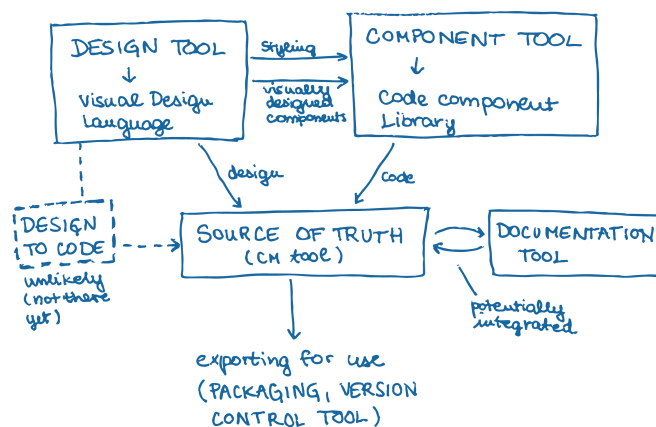 DESIGN TOOL
Visual Design
Language
styling
visually
designed
components
COMPONENT TOOL
Code component
Library
design
code
DESIGN
TO CODE
unlikely
(not there
yet)
SOURCE OF TRUTH
(CM tool)
DOCUMENTATION
TOOL
potentially
integrated
exporting for use
(PACKAGING, VERSION
CONTROL TOOL)